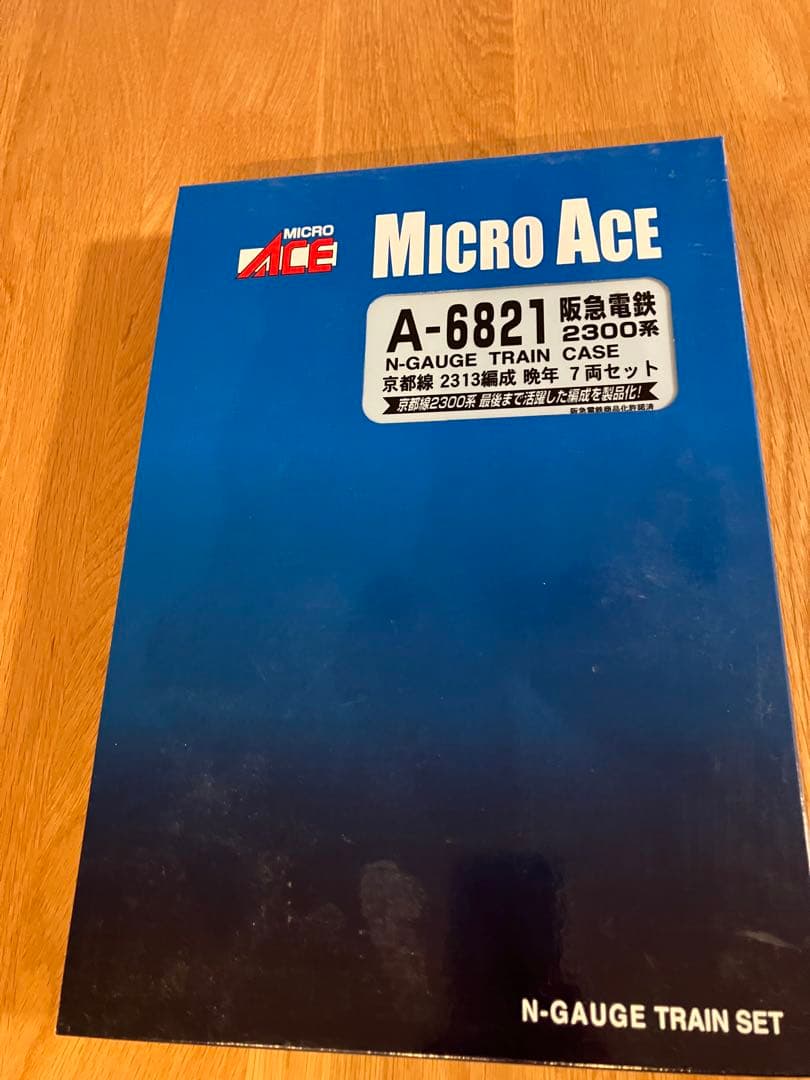 MICRO
ACE
MICRO ACE
A-6821 阪急電鉄 2300系
N-GAUGE TRAIN CASE
京都線 2313編成 晩年 7両セット
京都線2300系 最後まで活躍した編成を製品化!
阪急電鉄商品化許諾済
N-GAUGE TRAIN SET